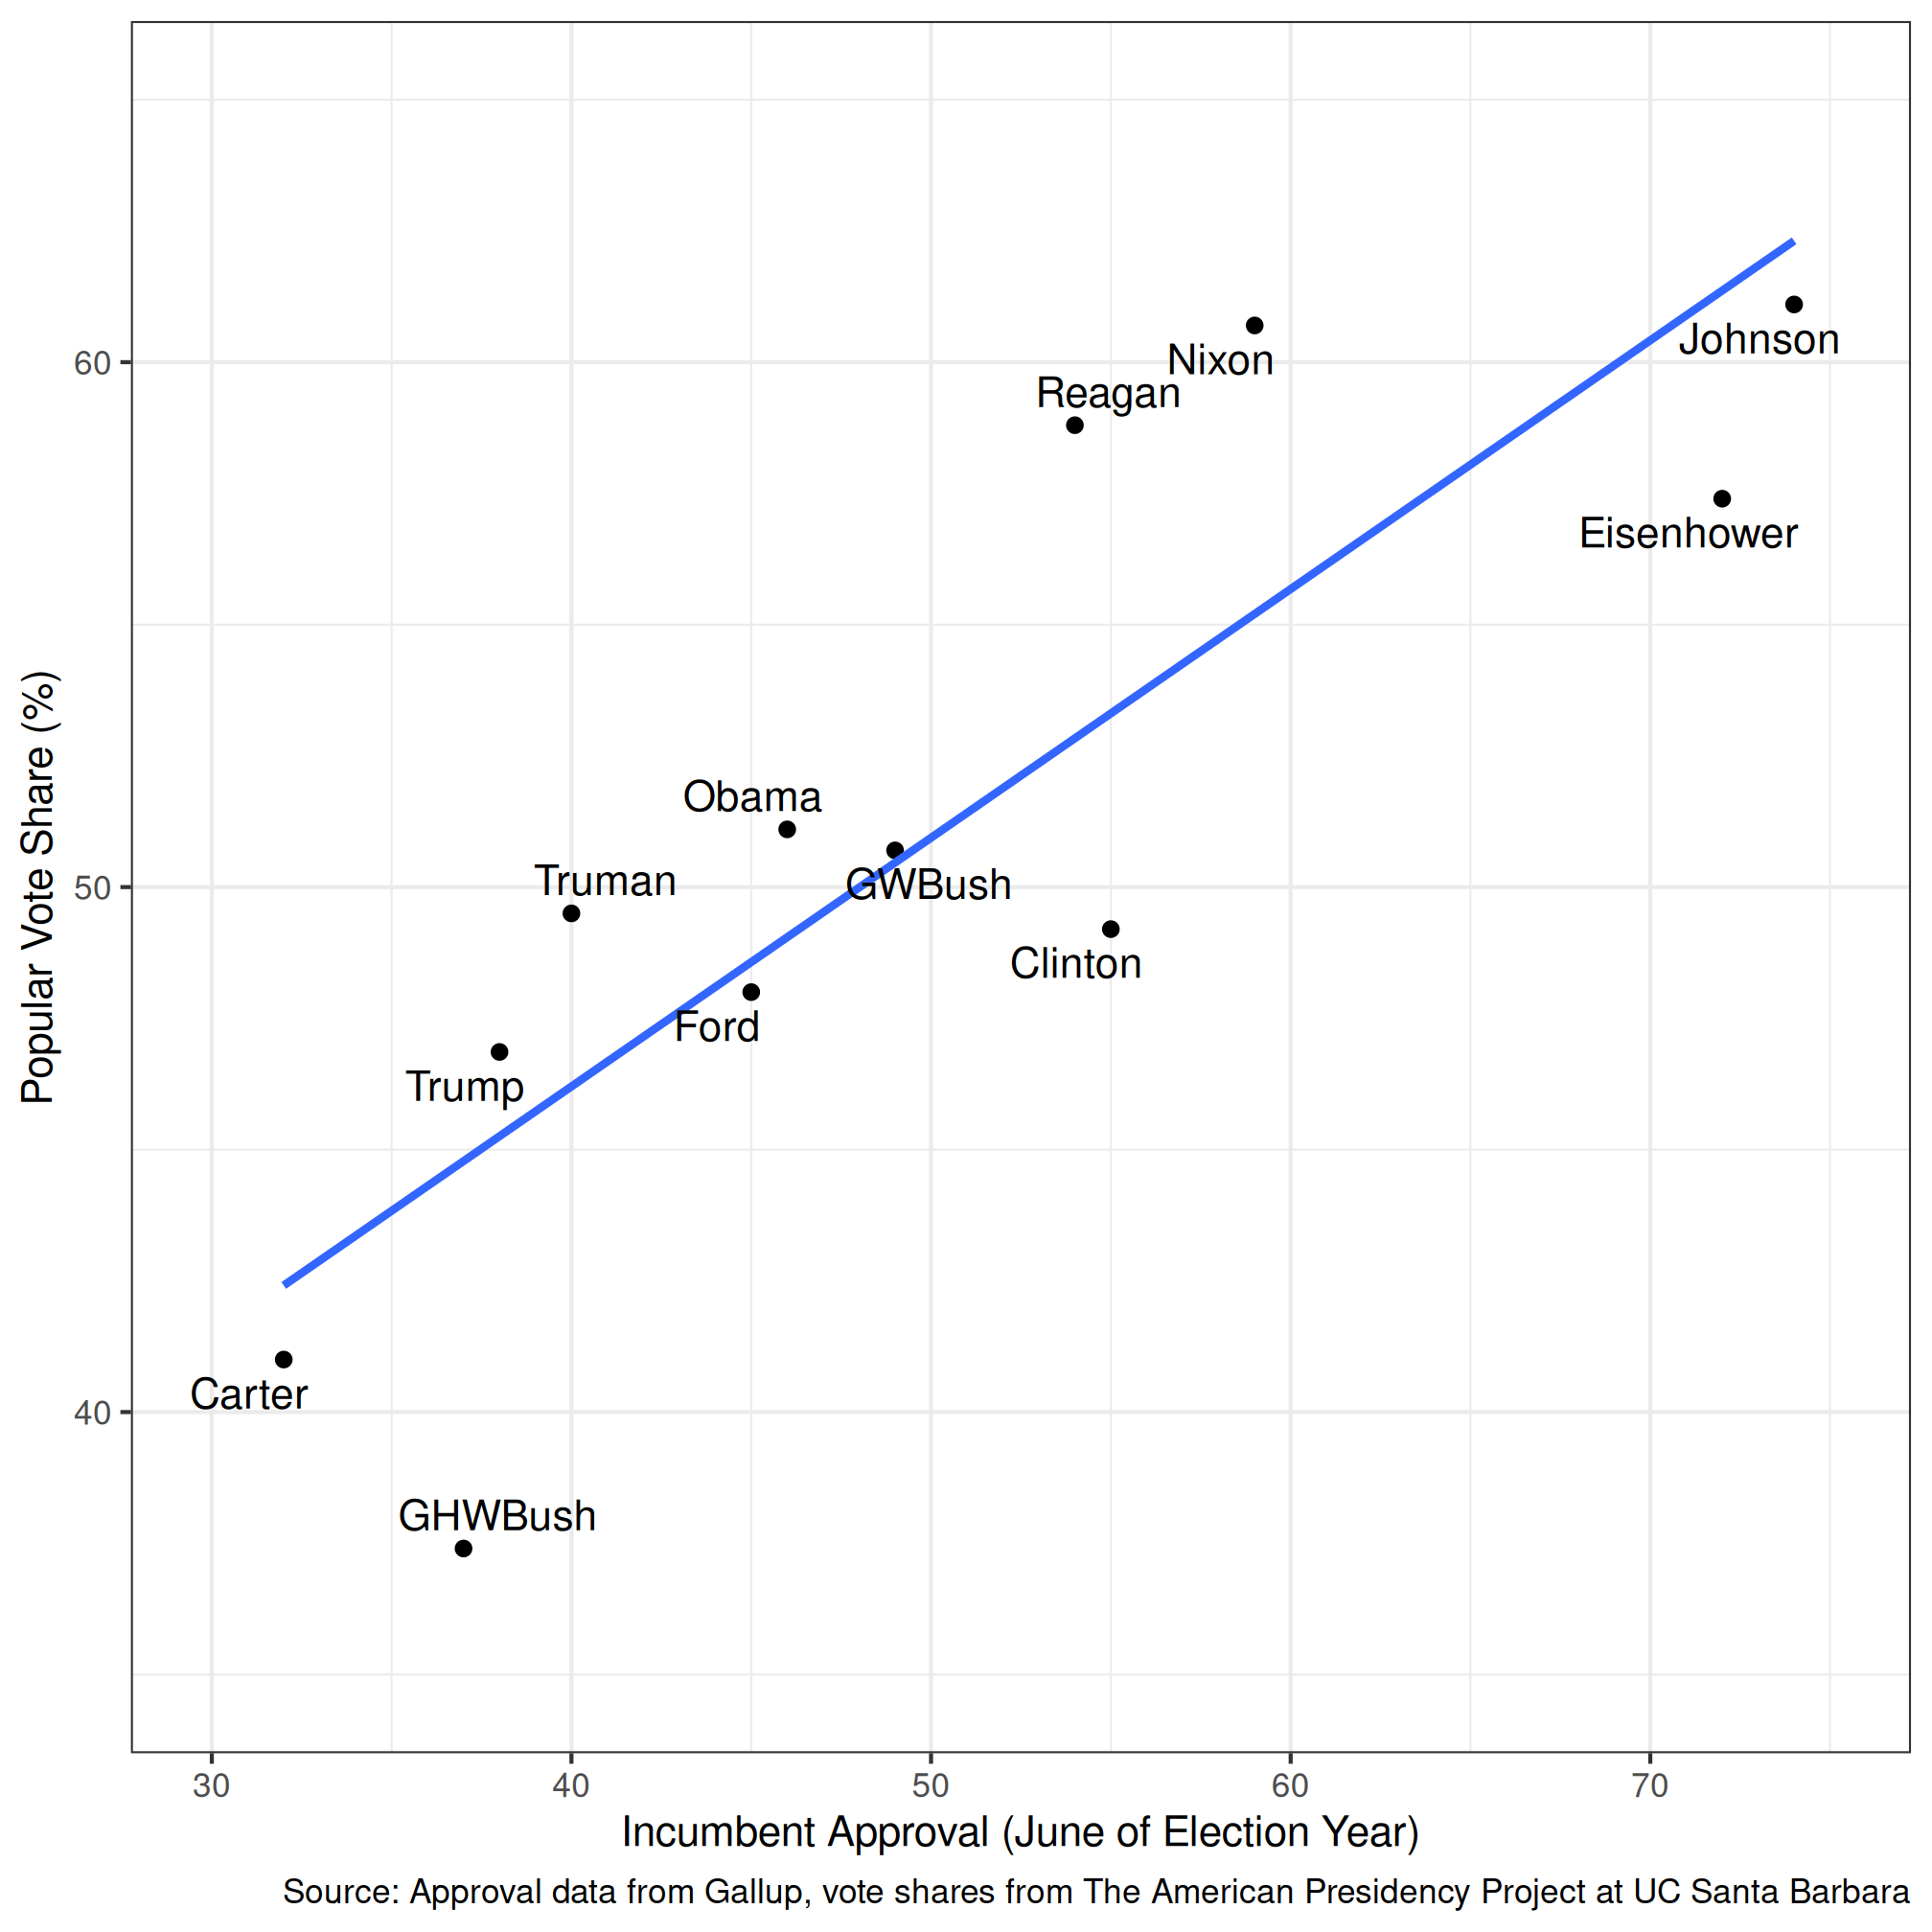 Popular Vote Share (%)
60
50
40
Johnson
Nixon
Reagan
Eisenhower
Obama
Truman
GWBush
Clinton
Ford
Trump
Carter
GHWBush
30 40 50 60 70
Incumbent Approval (June of Election Year)
Source: Approval data from Gallup, vote shares from The American Presidency Project at UC Santa Barbara